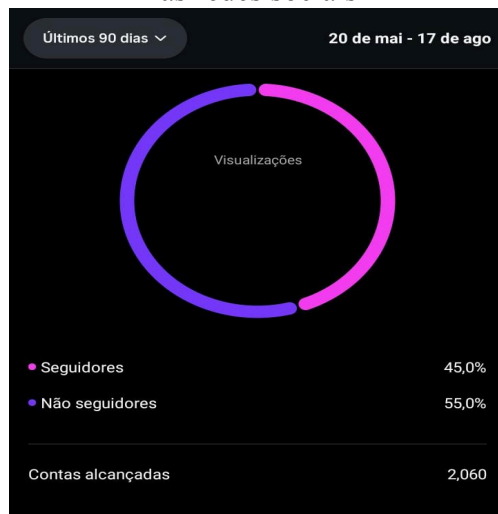 Últimos 90 dias
20 de mai - 17 de ago
Visualizações
Seguidores 45,0%
Não seguidores 55,0%
Contas alcançadas 2,060